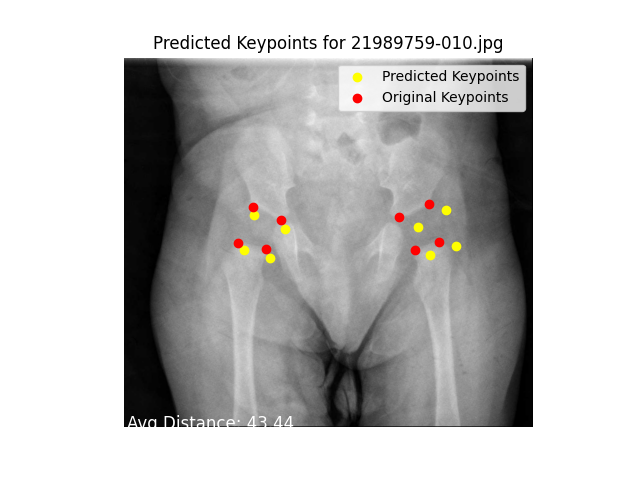 Predicted Keypoints for 21989759-010.jpg
Predicted Keypoints
Original Keypoints
Avg Distance: 43.44